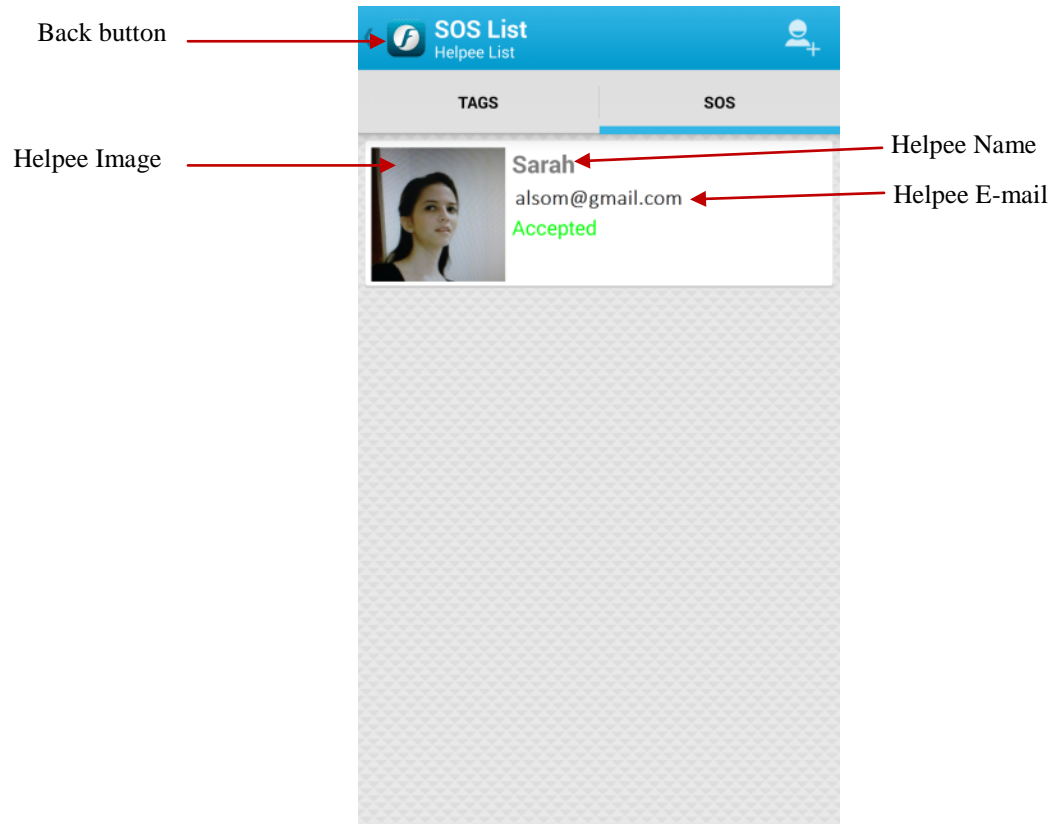 Back button
SOS List
Helpee List
TAGS
SOS
Helpee Image
Sarah
Helpee Name
alsom@gmail.com
Helpee E-mail
Accepted